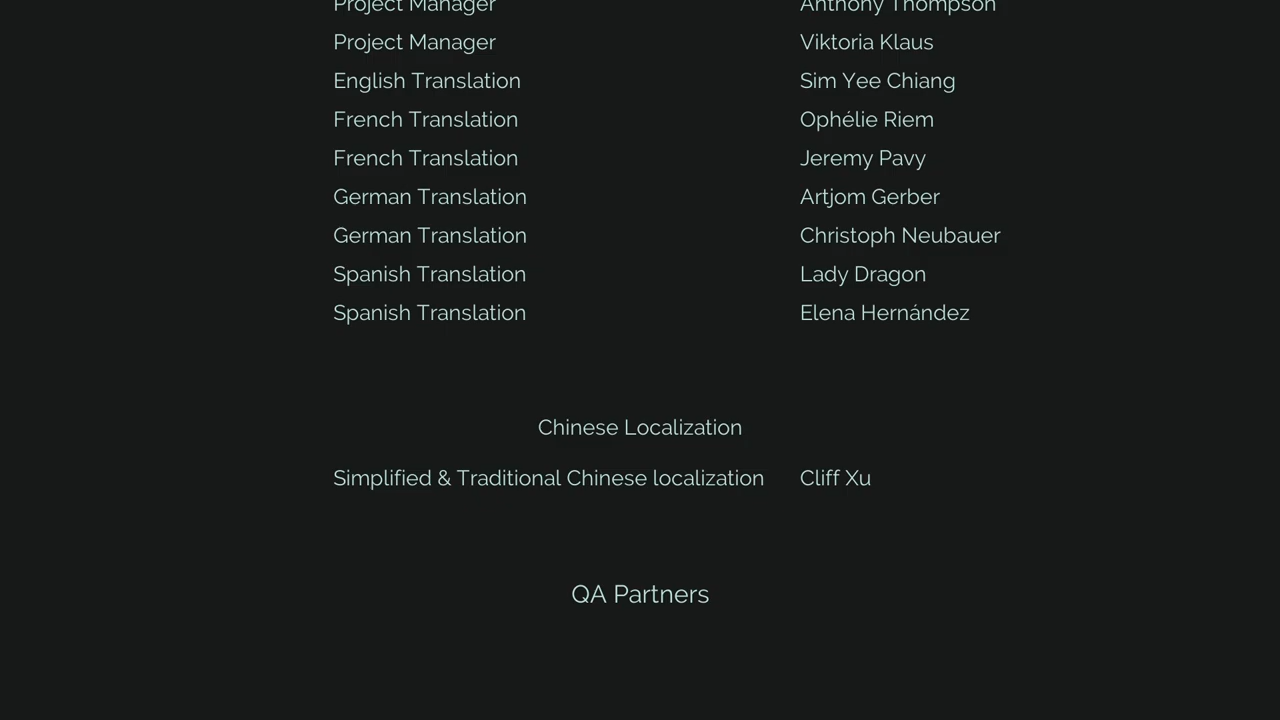 Project Manager Anthony Thompson
Project Manager Viktoria Klaus
English Translation Sim Yee Chiang
French Translation Ophélie Riem
French Translation Jeremy Pavy
German Translation Artjom Gerber
German Translation Christoph Neubauer
Spanish Translation Lady Dragon
Spanish Translation Elena Hernández
Chinese Localization
Simplified & Traditional Chinese localization Cliff Xu
QA Partners